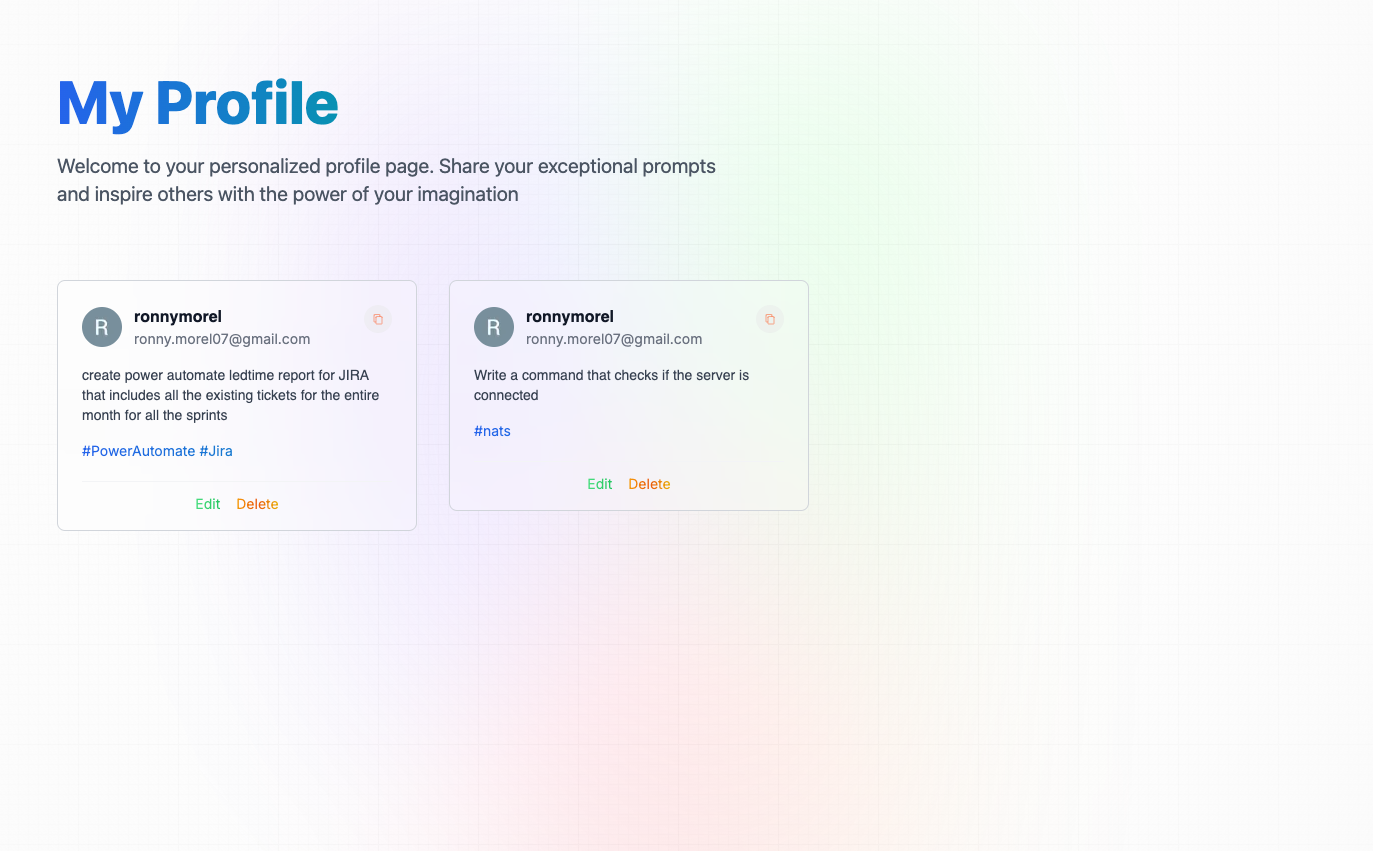 My Profile
Welcome to your personalized profile page. Share your exceptional prompts
and inspire others with the power of your imagination
R
ronnymorel
ronny.morel07@gmail.com
create power automate ledtime report for JIRA
that includes all the existing tickets for the entire
month for all the sprints
#PowerAutomate #Jira
Edit Delete
R
ronnymorel
ronny.morel07@gmail.com
Write a command that checks if the server is
connected
#nats
Edit Delete